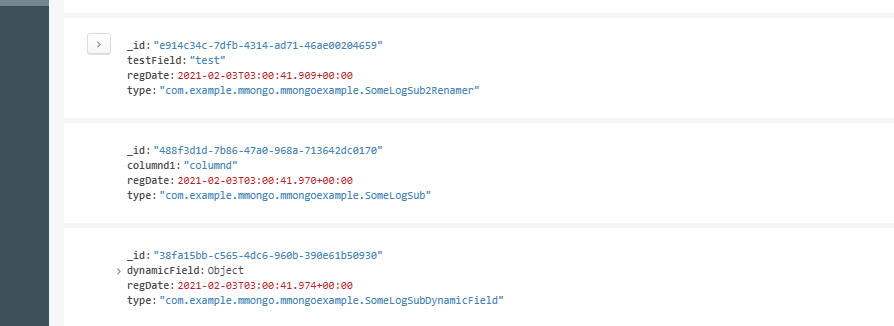 _id: "e914c34c-7dfb-4314-ad71-46ae00204659"
testField: "test"
regDate: 2021-02-03T03:00:41.909+00:00
type: "com.example.mmongo.mmongoexample.SomeLogSub2Renamer"
_id: "488f3d1d-7b86-47a0-968a-713642dc0170"
columnd1: "columnd"
regDate: 2021-02-03T03:00:41.970+00:00
type: "com.example.mmongo.mmongoexample.SomeLogSub"
_id: "38fa15bb-c565-4dc6-960b-390e61b50930"
dynamicField: Object
regDate: 2021-02-03T03:00:41.974+00:00
type: "com.example.mmongo.mmongoexample.SomeLogSubDynamicField"